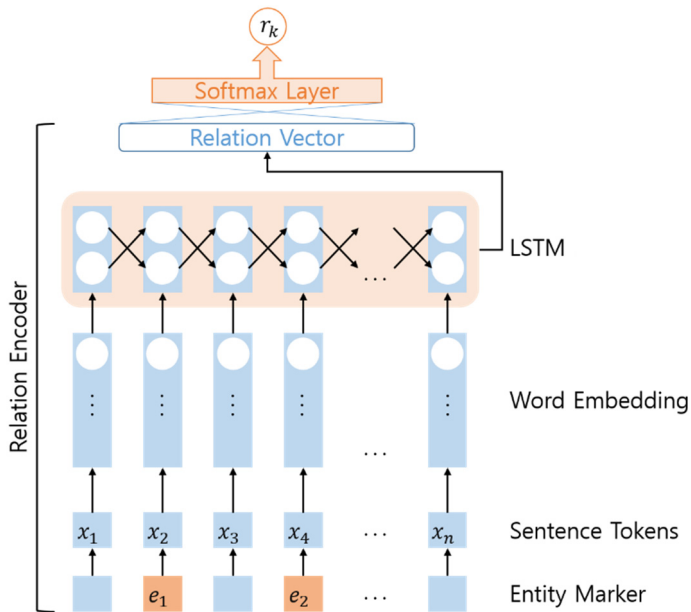 r_k
Softmax Layer
Relation Vector
LSTM
...
Relation Encoder
⋮ ⋮ ⋮ ⋮ ⋮
Word Embedding
...
x_1 x_2 x_3 x_4 ... x_n
Sentence Tokens
e_1 e_2 ...
Entity Marker